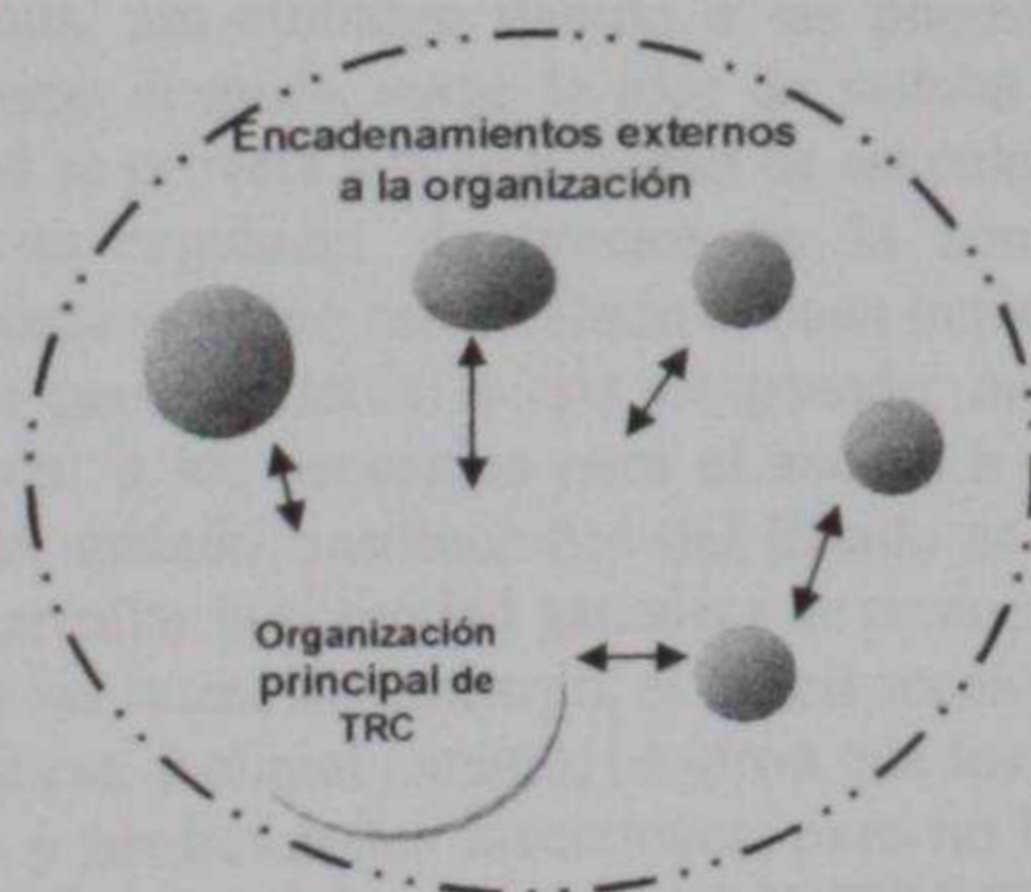 Encadenamientos externos
a la organización
Organización
principal de
TRC